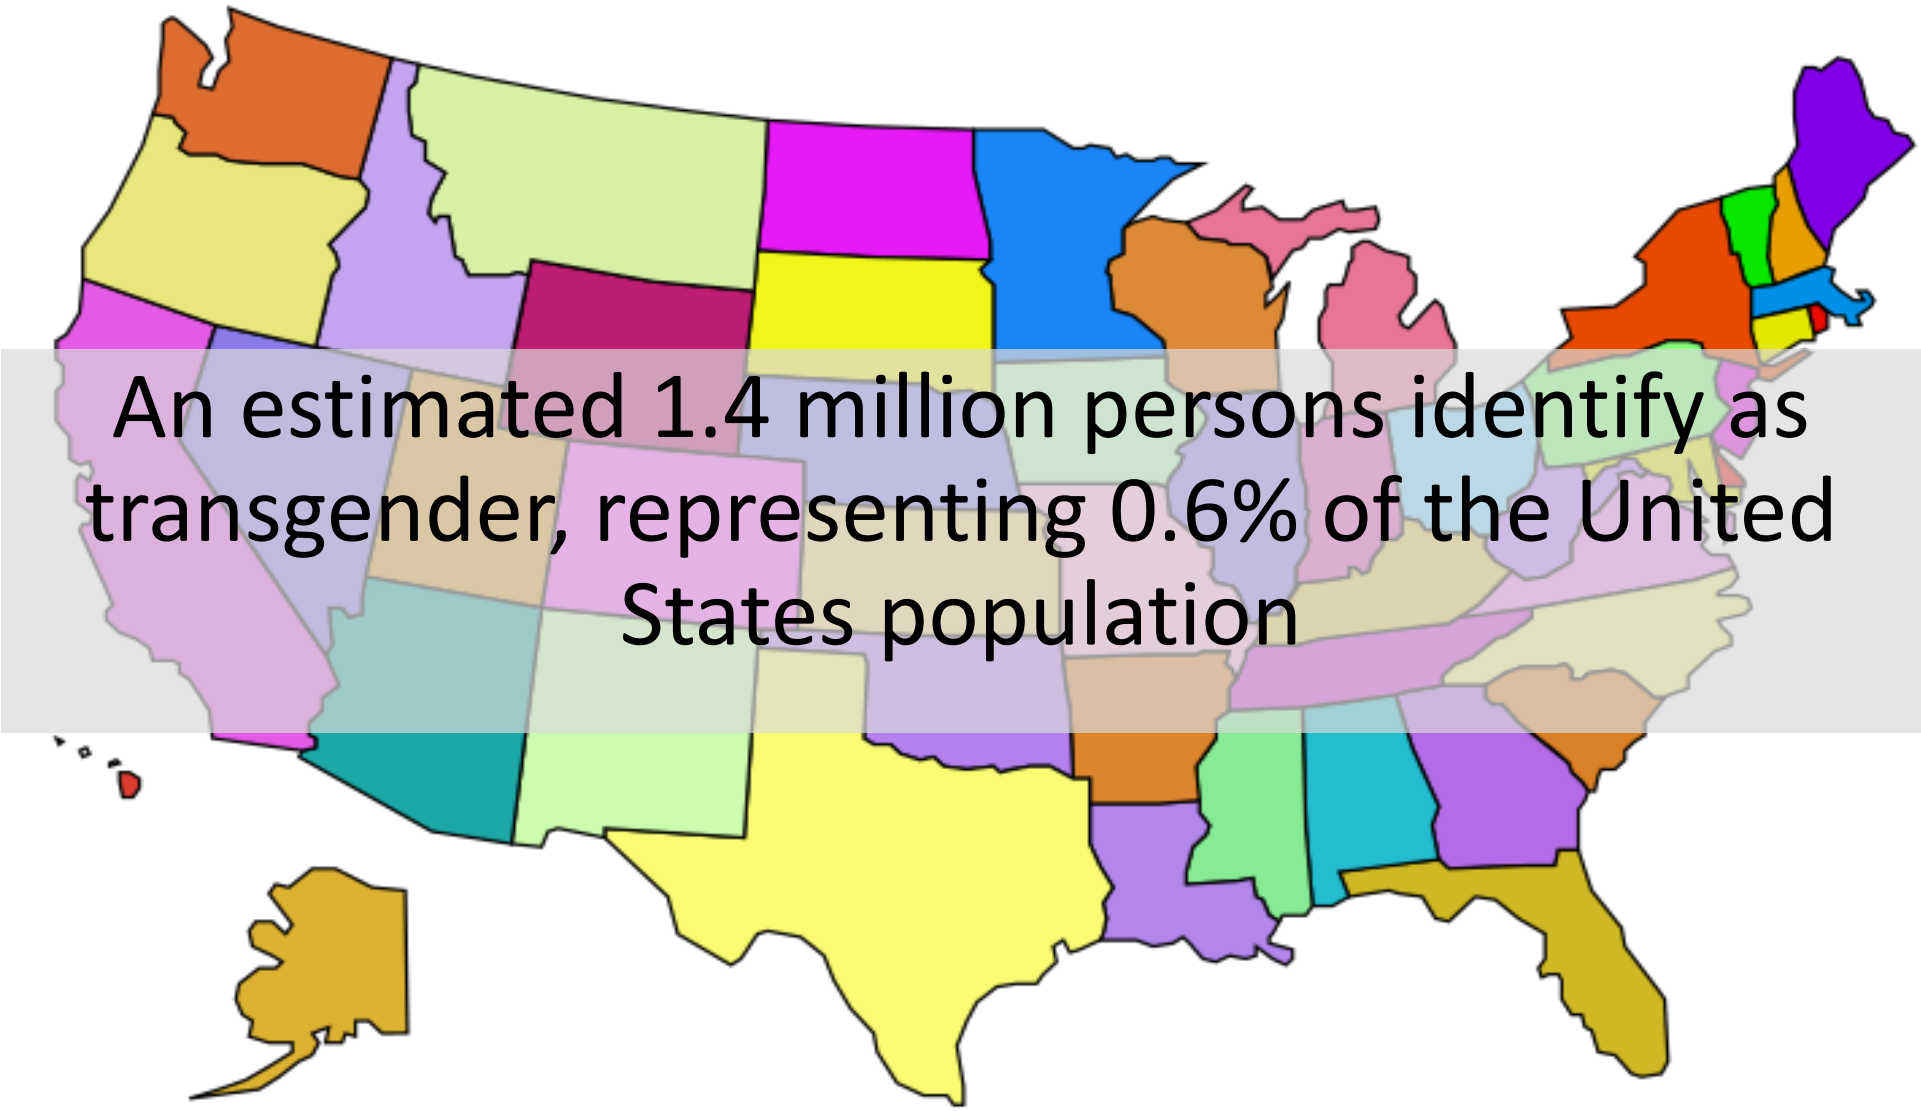 An estimated 1.4 million persons identify as
transgender, representing 0.6% of the United
States population